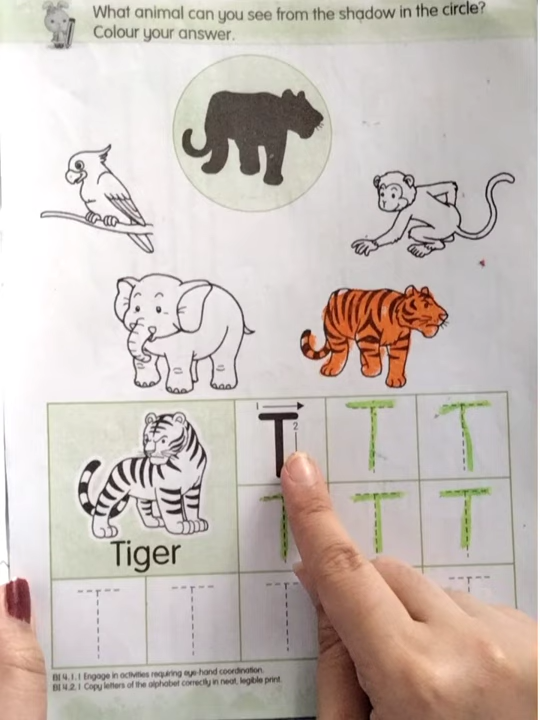 What animal can you see from the shadow in the circle?
Colour your answer.
1
T T T
2
T T T
Tiger
T T T T
BI 4.1.1 Engage in activities requiring eye-hand coordination.
BI 4.2.1 Copy letters of the alphabet correctly in neat, legible print.